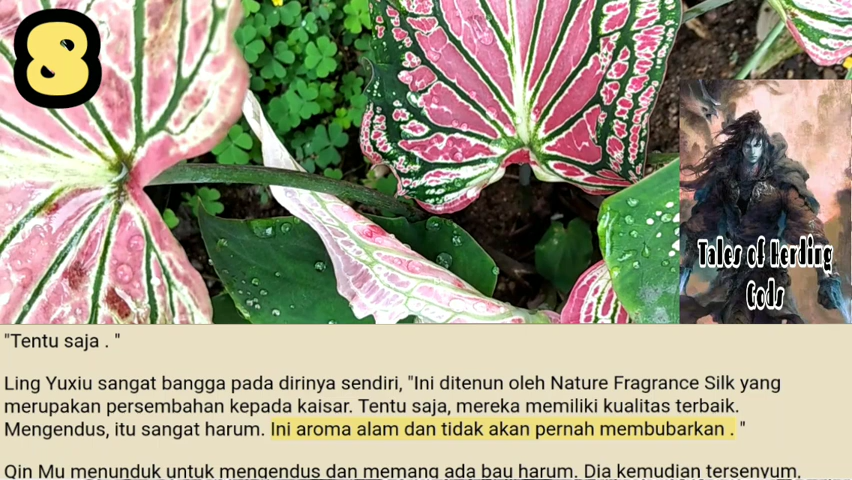 8
Tales of Herding
Gods
"Tentu saja . "
Ling Yuxiu sangat bangga pada dirinya sendiri, "Ini ditenun oleh Nature Fragrance Silk yang
merupakan persembahan kepada kaisar. Tentu saja, mereka memiliki kualitas terbaik.
Mengendus, itu sangat harum. Ini aroma alam dan tidak akan pernah membubarkan . "
Qin Mu menunduk untuk mengendus dan memang ada bau harum. Dia kemudian tersenyum,